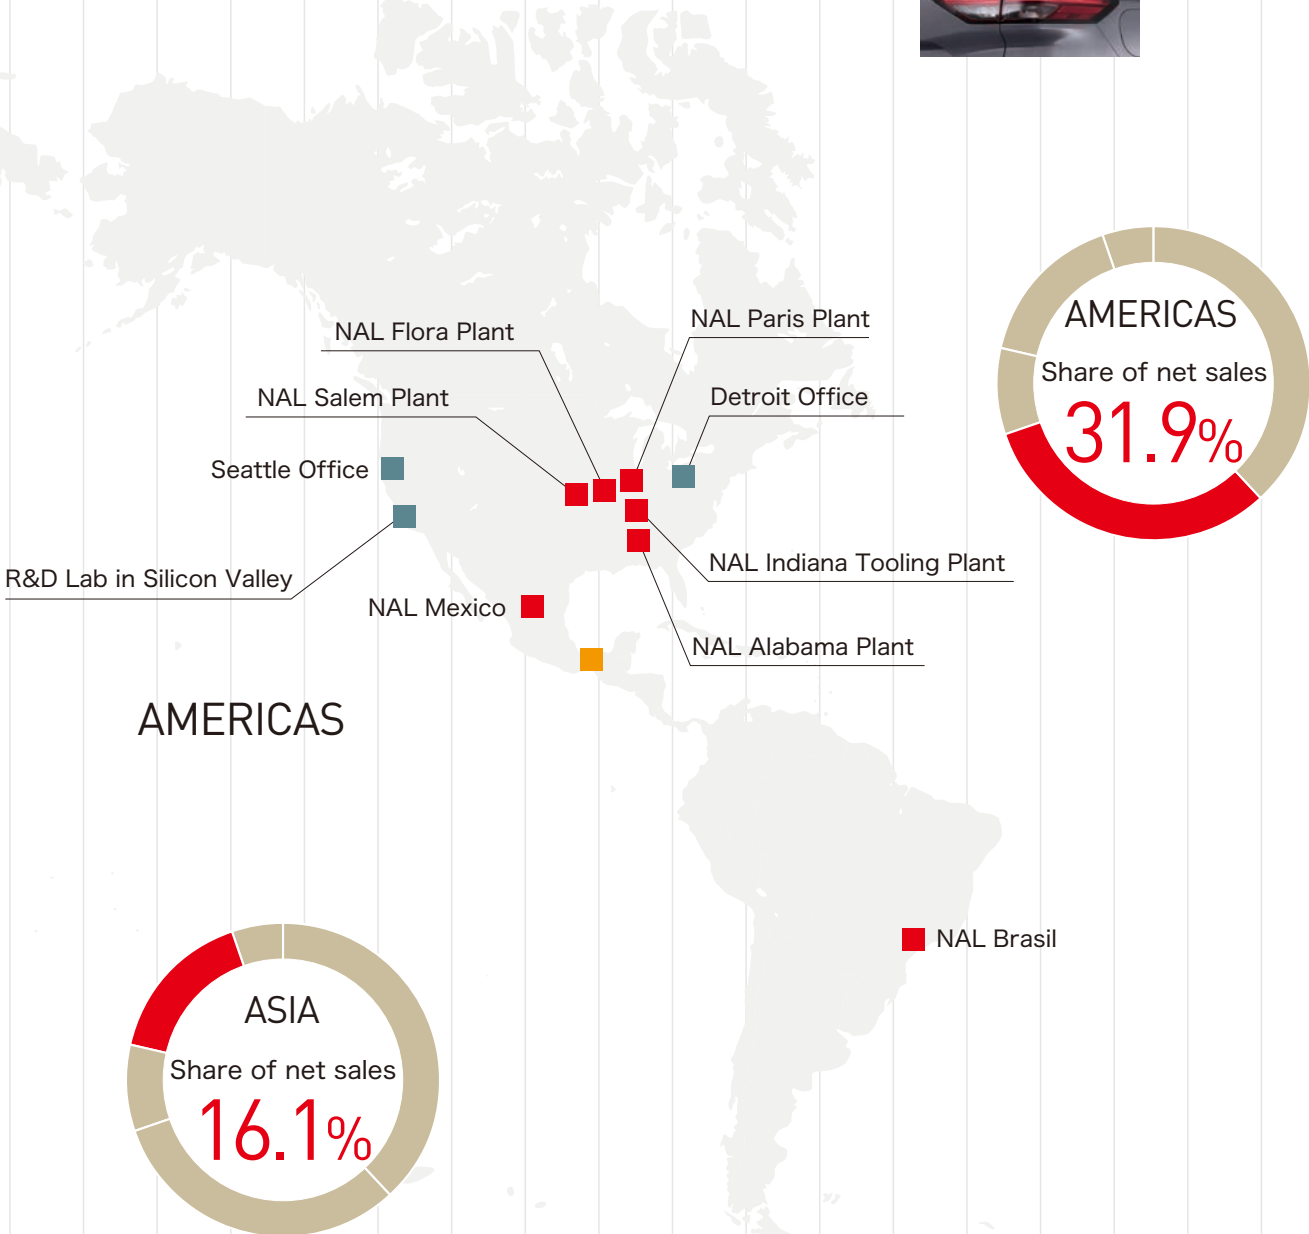 NAL Flora Plant
NAL Paris Plant
AMERICAS
Share of net sales
31.9%
NAL Salem Plant
Detroit Office
Seattle Office
NAL Indiana Tooling Plant
R&D Lab in Silicon Valley
NAL Mexico
NAL Alabama Plant
AMERICAS
NAL Brasil
ASIA
Share of net sales
16.1%